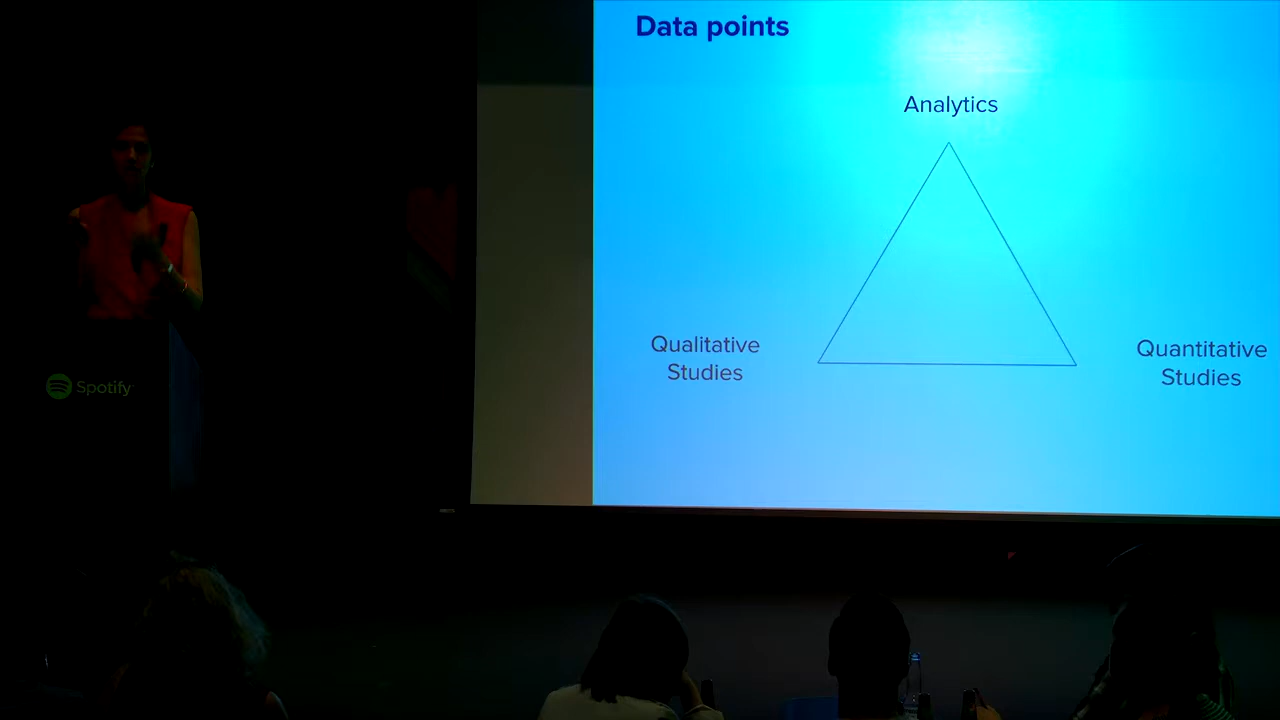 Data points
Analytics
Qualitative
Studies
Quantitative
Studies
Spotify